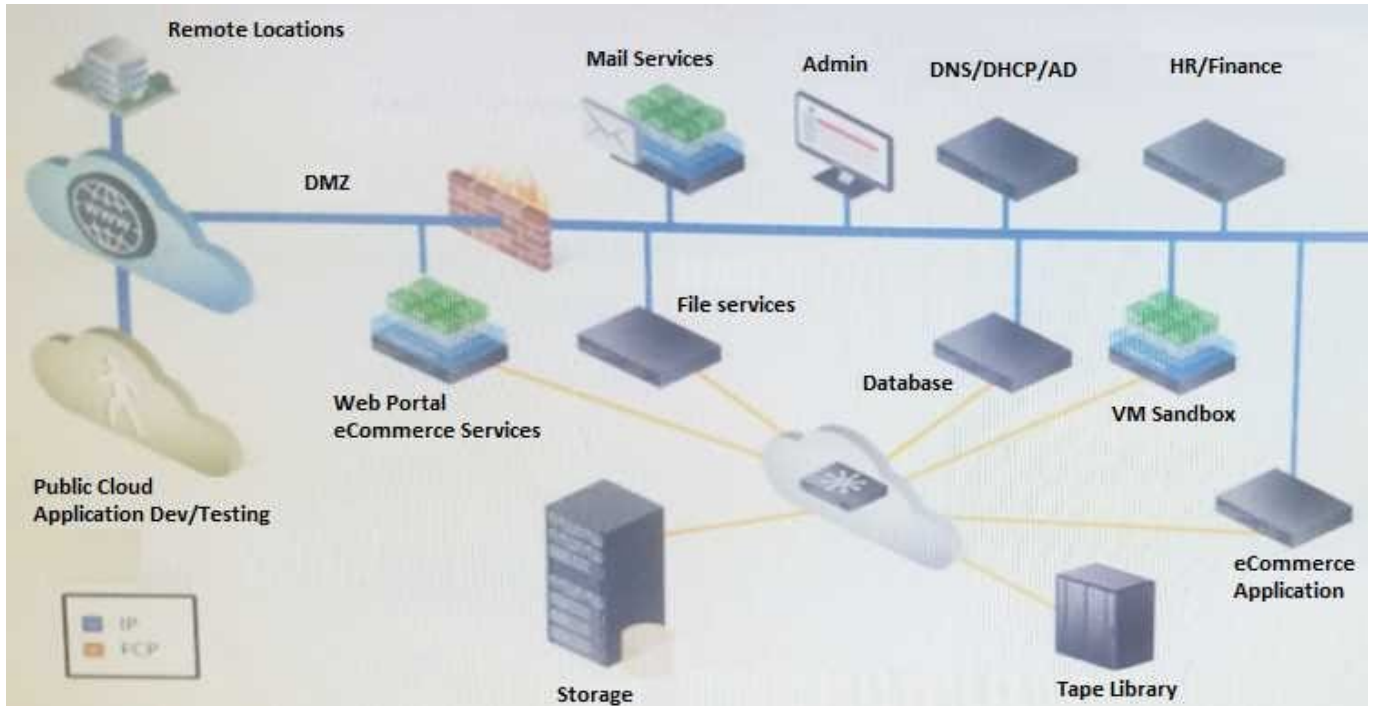 Remote Locations
Mail Services
Admin
DNS/DHCP/AD
HR/Finance
DMZ
File services
Web Portal
eCommerce Services
Database
VM Sandbox
Public Cloud
Application Dev/Testing
eCommerce
Application
IP
FCP
Storage
Tape Library